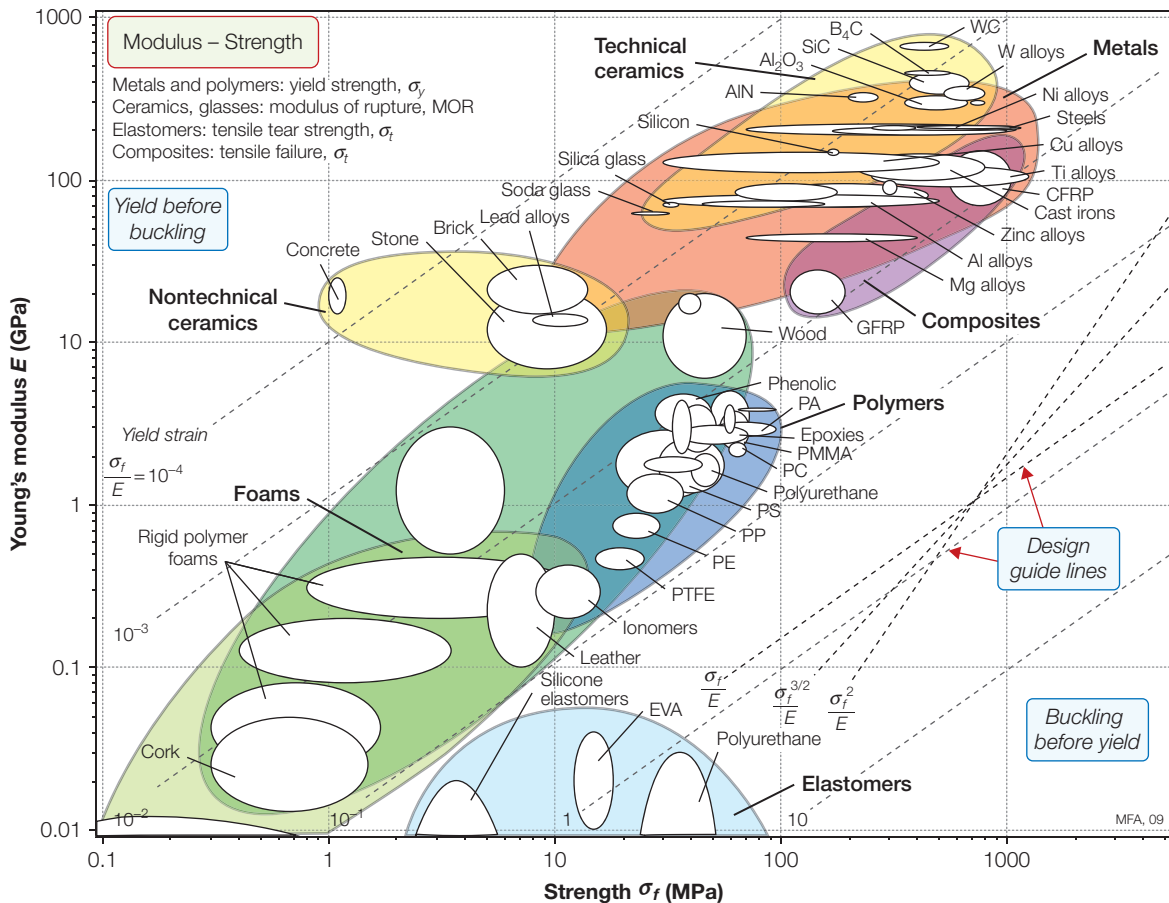 1000
Modulus – Strength
Metals and polymers: yield strength, σy
Ceramics, glasses: modulus of rupture, MOR
Elastomers: tensile tear strength, σt
Composites: tensile failure, σt
Technical
ceramics
B4C
SiC
Al2O3
AlN
WC
W alloys
Metals
Ni alloys
Steels
Cu alloys
Ti alloys
CFRP
Cast irons
Zinc alloys
Al alloys
Mg alloys
Silicon
Silica glass
Soda glass
100
Yield before
buckling
Lead alloys
Brick
Stone
Concrete
Nontechnical
ceramics
Composites
GFRP
Wood
10
Phenolic
PA
Polymers
Epoxies
PMMA
PC
Polyurethane
PS
PP
PE
PTFE
Ionomers
Leather
Yield strain
σf
E
= 10−4
1
Foams
Rigid polymer
foams
Design
guide lines
10−3
0.1
Silicone
elastomers
EVA
Polyurethane
σf
E
σf3/2
E
σf2
E
Buckling
before yield
Cork
Elastomers
10−2
10−1
1
10
MFA, 09
0.01
0.1
1
10
100
1000
Young's modulus E (GPa)
Strength σf (MPa)